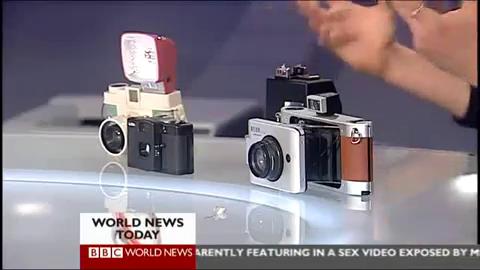 WORLD NEWS
TODAY
BBC WORLD NEWS ARENTLY FEATURING IN A SEX VIDEO EXPOSED BY M